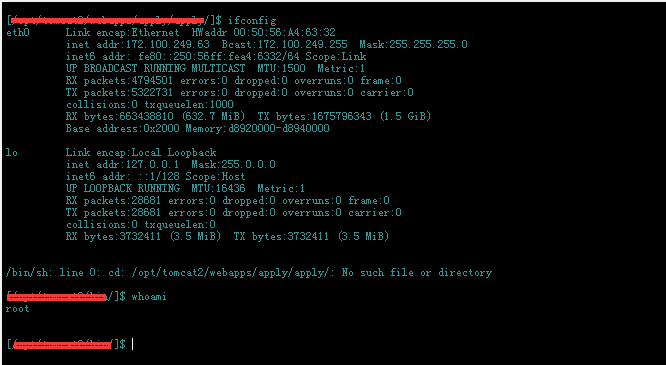 [/opt/tomcat2/webapps/apply/apply/]$ ifconfig
eth0 Link encap:Ethernet HWaddr 00:50:56:A4:63:32
inet addr:172.100.249.63 Bcast:172.100.249.255 Mask:255.255.255.0
inet6 addr: fe80::250:56ff:fea4:6332/64 Scope:Link
UP BROADCAST RUNNING MULTICAST MTU:1500 Metric:1
RX packets:4794501 errors:0 dropped:0 overruns:0 frame:0
TX packets:5322731 errors:0 dropped:0 overruns:0 carrier:0
collisions:0 txqueuelen:1000
RX bytes:663438810 (632.7 MiB) TX bytes:1675796343 (1.5 GiB)
Base address:0x2000 Memory:d8920000-d8940000
lo Link encap:Local Loopback
inet addr:127.0.0.1 Mask:255.0.0.0
inet6 addr: ::1/128 Scope:Host
UP LOOPBACK RUNNING MTU:16436 Metric:1
RX packets:28681 errors:0 dropped:0 overruns:0 frame:0
TX packets:28681 errors:0 dropped:0 overruns:0 carrier:0
collisions:0 txqueuelen:0
RX bytes:3732411 (3.5 MiB) TX bytes:3732411 (3.5 MiB)
/bin/sh: line 0: cd: /opt/tomcat2/webapps/apply/apply/: No such file or directory
[/]$ whoami
root
[/]$